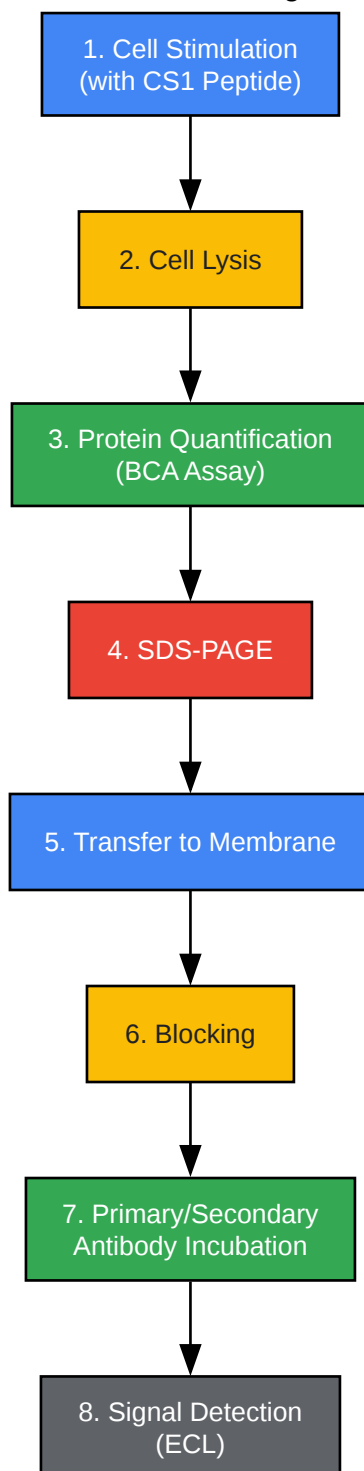 1. Cell Stimulation
(with CS1 Peptide)
2. Cell Lysis
3. Protein Quantification
(BCA Assay)
4. SDS-PAGE
5. Transfer to Membrane
6. Blocking
7. Primary/Secondary
Antibody Incubation
8. Signal Detection
(ECL)